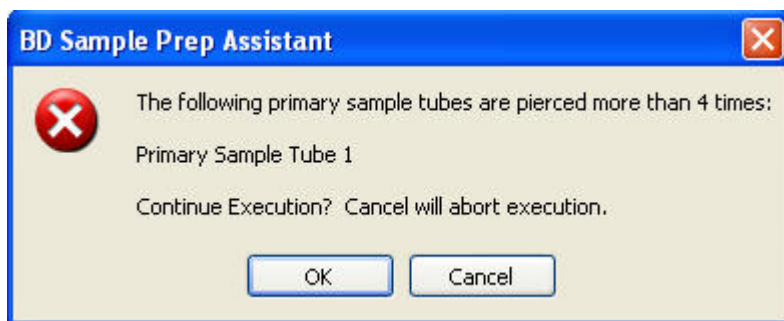 BD Sample Prep Assistant
The following primary sample tubes are pierced more than 4 times:
Primary Sample Tube 1
Continue Execution?  Cancel will abort execution.
OK
Cancel